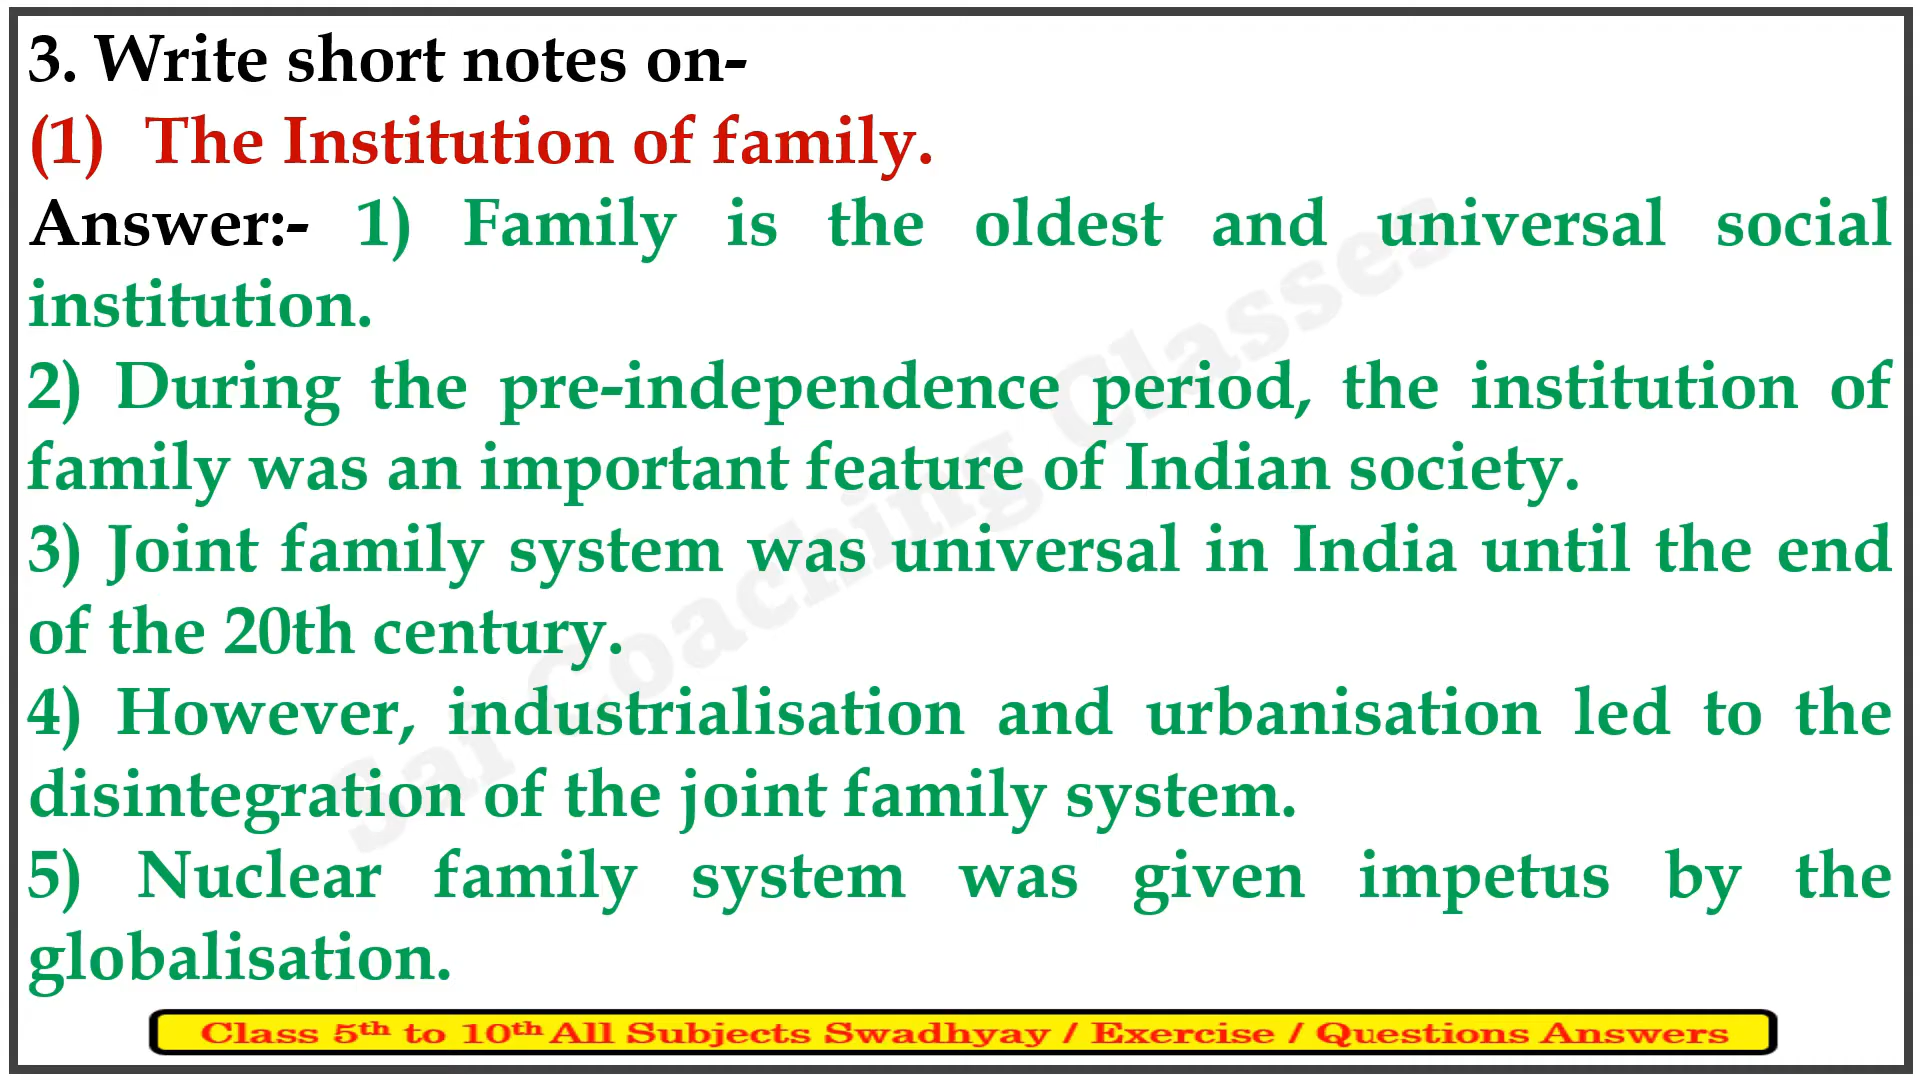 3. Write short notes on-
(1) The Institution of family.
Answer:- 1) Family is the oldest and universal social
institution.
2) During the pre-independence period, the institution of
family was an important feature of Indian society.
3) Joint family system was universal in India until the end
of the 20th century.
4) However, industrialisation and urbanisation led to the
disintegration of the joint family system.
5) Nuclear family system was given impetus by the
globalisation.
Sai Coaching Classes
Class 5th to 10th All Subjects Swadhyay / Exercise / Questions Answers